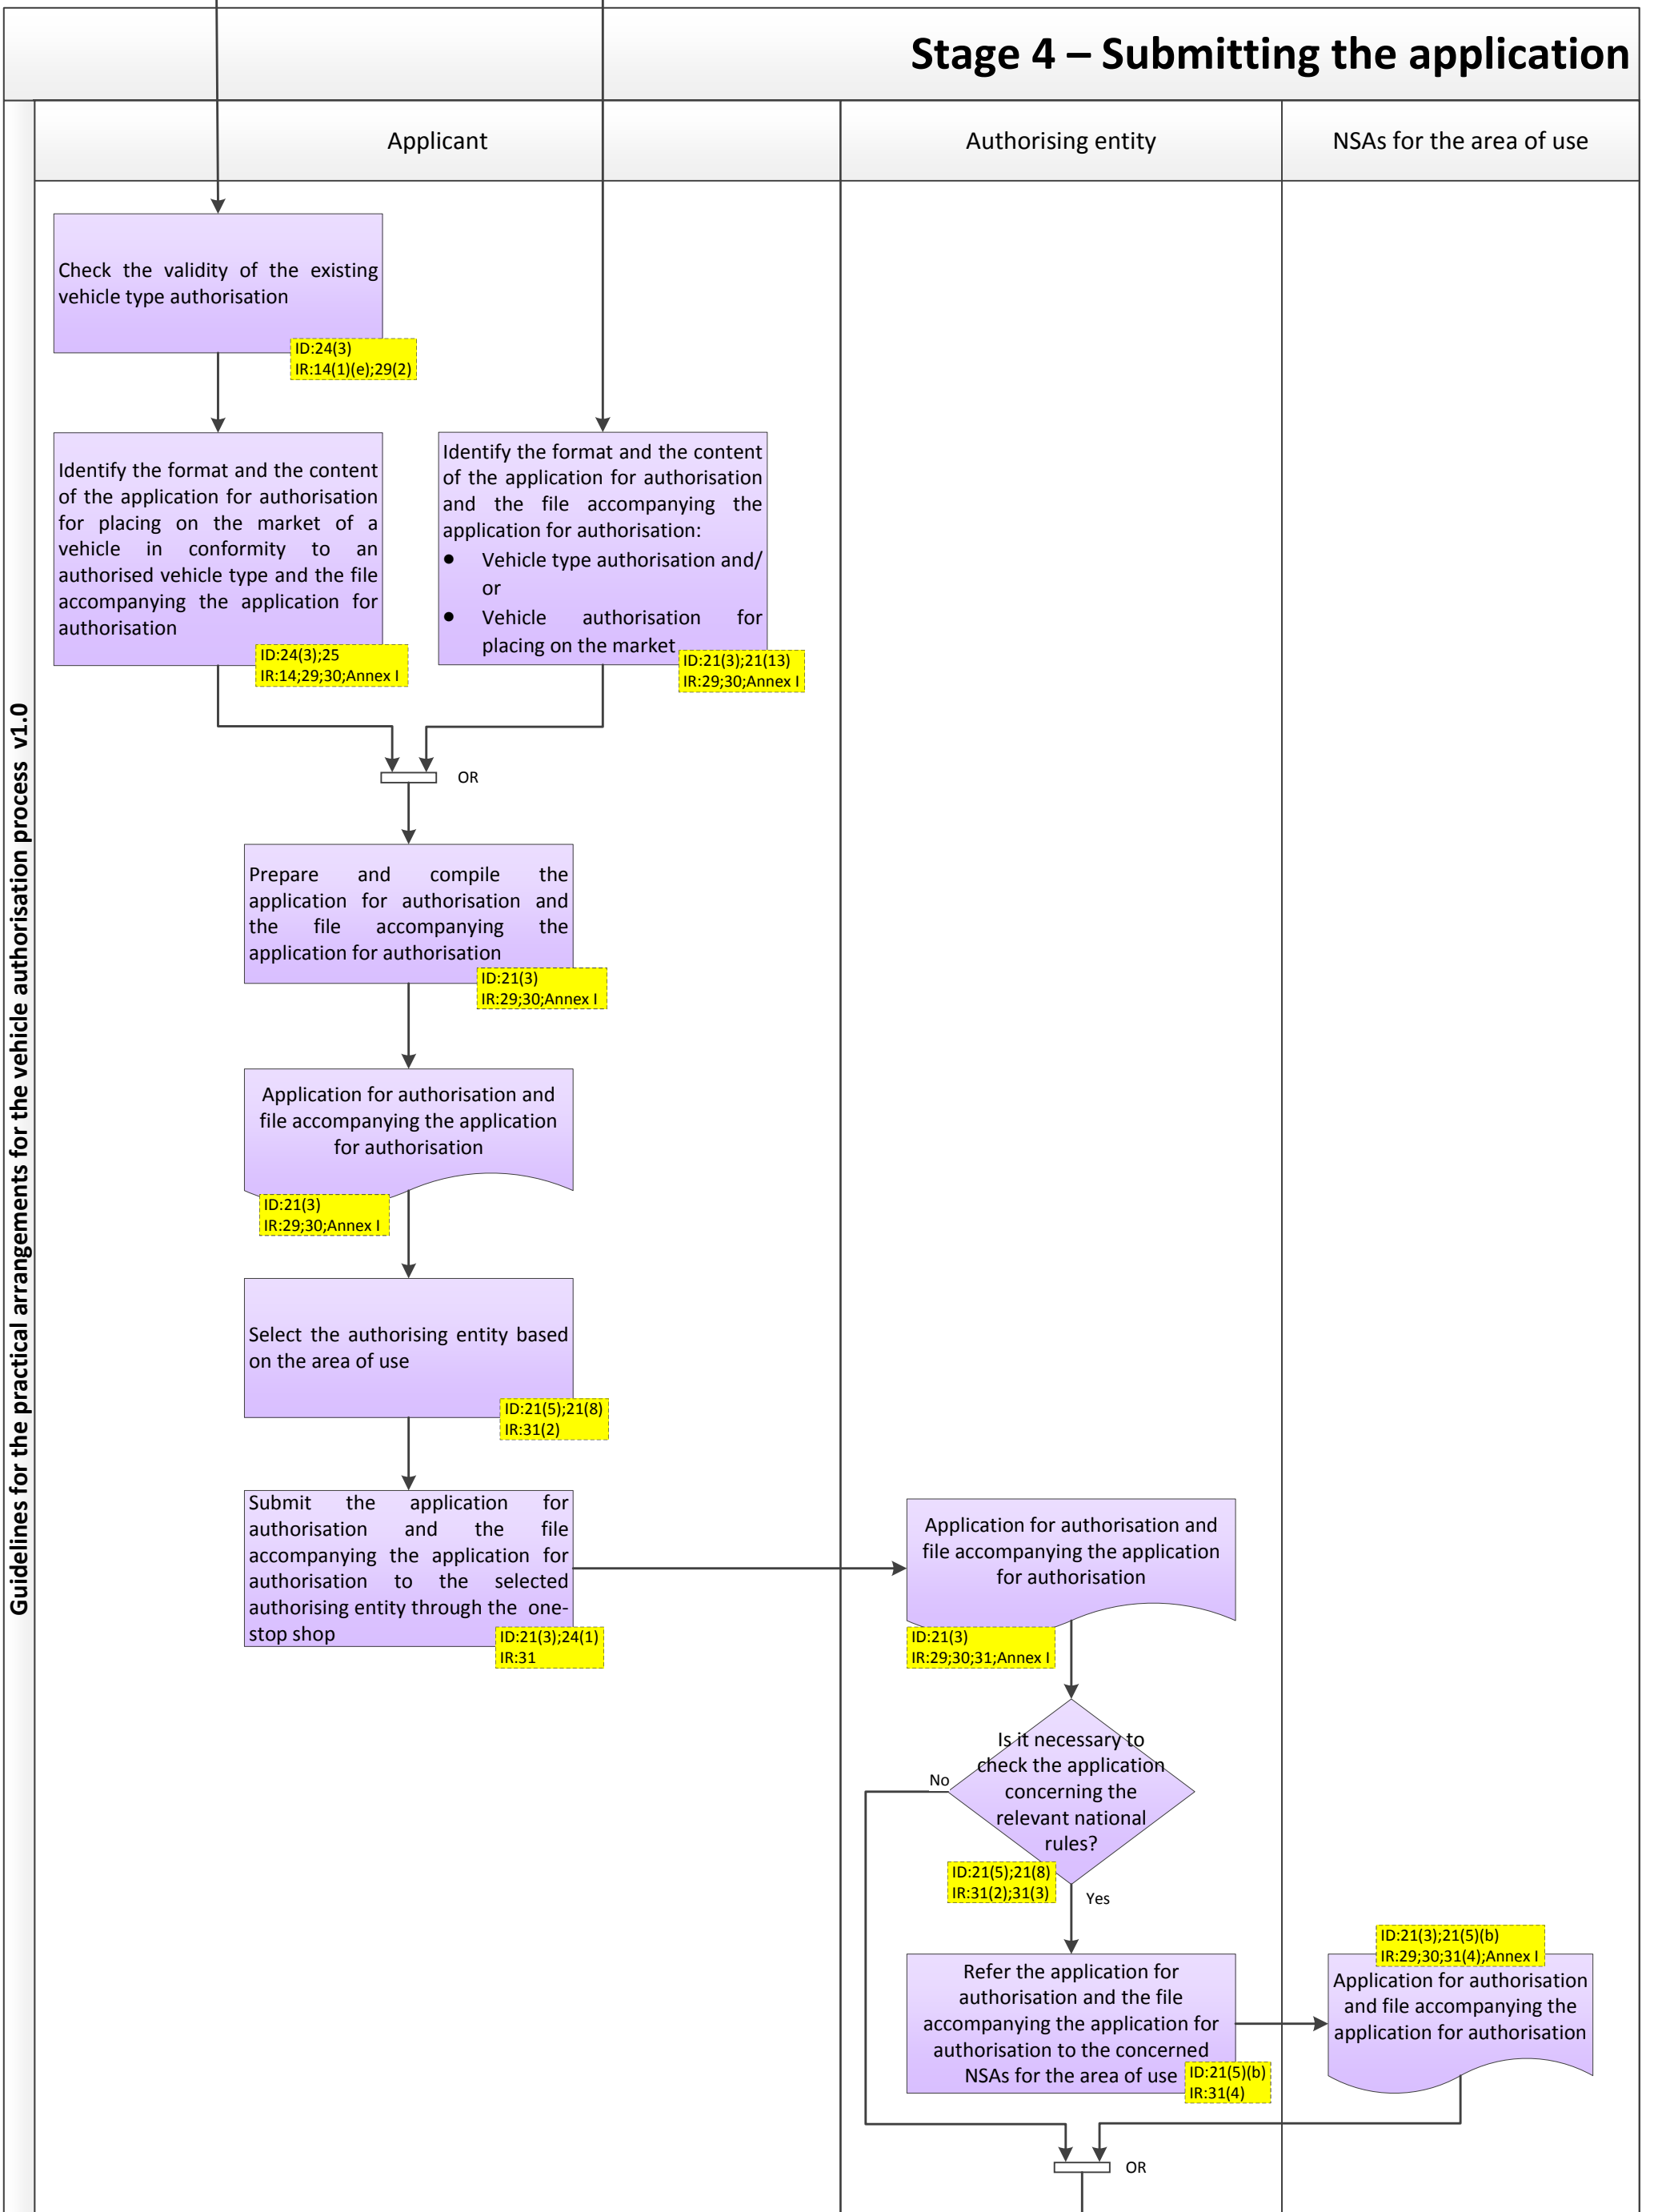 Stage 4 – Submitting the application
Guidelines for the practical arrangements for the vehicle authorisation process v1.0
Applicant
Authorising entity
NSAs for the area of use
Check the validity of the existing
vehicle type authorisation
ID:24(3)
IR:14(1)(e);29(2)
Identify the format and the content
of the application for authorisation
for placing on the market of a
vehicle in conformity to an
authorised vehicle type and the file
accompanying the application for
authorisation
ID:24(3);25
IR:14;29;30;Annex I
Identify the format and the content
of the application for authorisation
and the file accompanying the
application for authorisation:
● Vehicle type authorisation and/
or
● Vehicle authorisation for
placing on the market
ID:21(3);21(13)
IR:29;30;Annex I
OR
Prepare and compile the
application for authorisation and
the file accompanying the
application for authorisation
ID:21(3)
IR:29;30;Annex I
Application for authorisation and
file accompanying the application
for authorisation
ID:21(3)
IR:29;30;Annex I
Select the authorising entity based
on the area of use
ID:21(5);21(8)
IR:31(2)
Submit the application for
authorisation and the file
accompanying the application for
authorisation to the selected
authorising entity through the one-
stop shop
ID:21(3);24(1)
IR:31
Application for authorisation and
file accompanying the application
for authorisation
ID:21(3)
IR:29;30;31;Annex I
Is it necessary to
check the application
concerning the
relevant national
rules?
No
ID:21(5);21(8)
IR:31(2);31(3)
Yes
Refer the application for
authorisation and the file
accompanying the application for
authorisation to the concerned
NSAs for the area of use
ID:21(5)(b)
IR:31(4)
ID:21(3);21(5)(b)
IR:29;30;31(4);Annex I
Application for authorisation
and file accompanying the
application for authorisation
OR